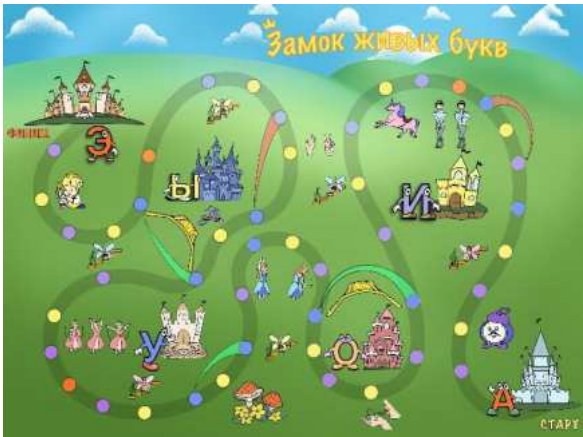 Замок живых букв
ФИНИШ
Э
Ы
И
У
О
А
СТАРТ